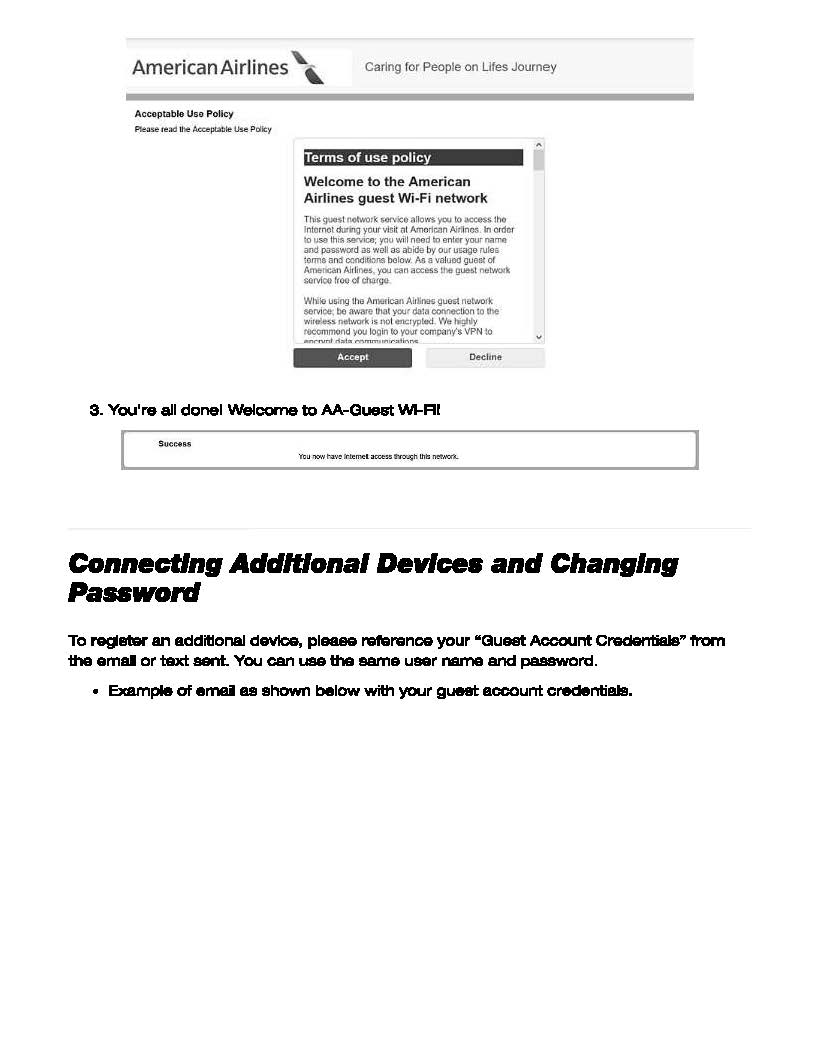 American Airlines
Caring for People on Lifes Journey
Acceptable Use Policy
Please read the Acceptable Use Policy
Terms of use policy
Welcome to the American
Airlines guest Wi-Fi network
This guest network service allows you to access the
Internet during your visit at American Airlines. In order
to use this service; you will need to enter your name
and password as well as abide by our usage rules
terms and conditions below. As a valued guest of
American Airlines, you can access the guest network
service free of charge.
While using the American Airlines guest network
service; be aware that your data connection to the
wireless network is not encrypted. We highly
recommend you login to your company's VPN to
encrypt data communications
Accept
Decline
3. You're all done! Welcome to AA-Guest Wi-Fi!
Success
You now have Internet access through this network.
Connecting Additional Devices and Changing
Password
To register an additional device, please reference your “Guest Account Credentials” from
the email or text sent. You can use the same user name and password.
• Example of email as shown below with your guest account credentials.